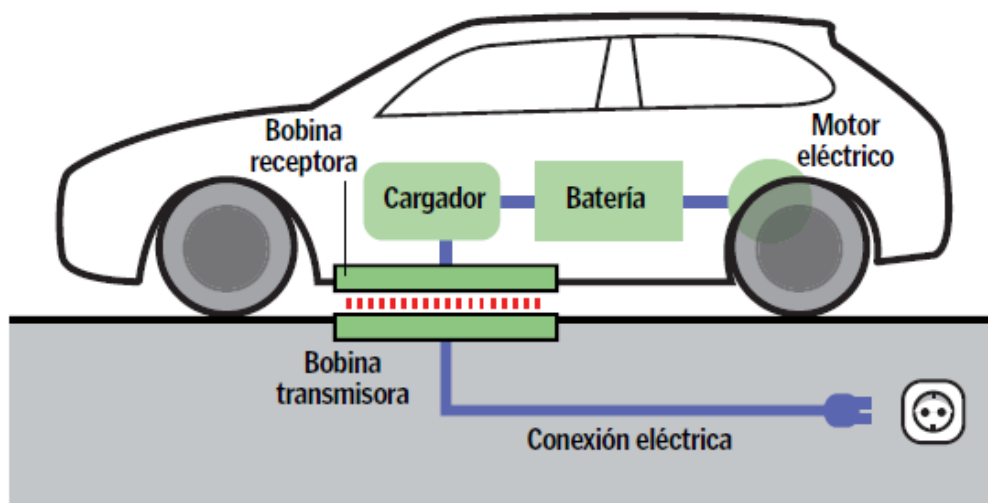 Bobina
receptora
Motor
eléctrico
Cargador
Batería
Bobina
transmisora
Conexión eléctrica